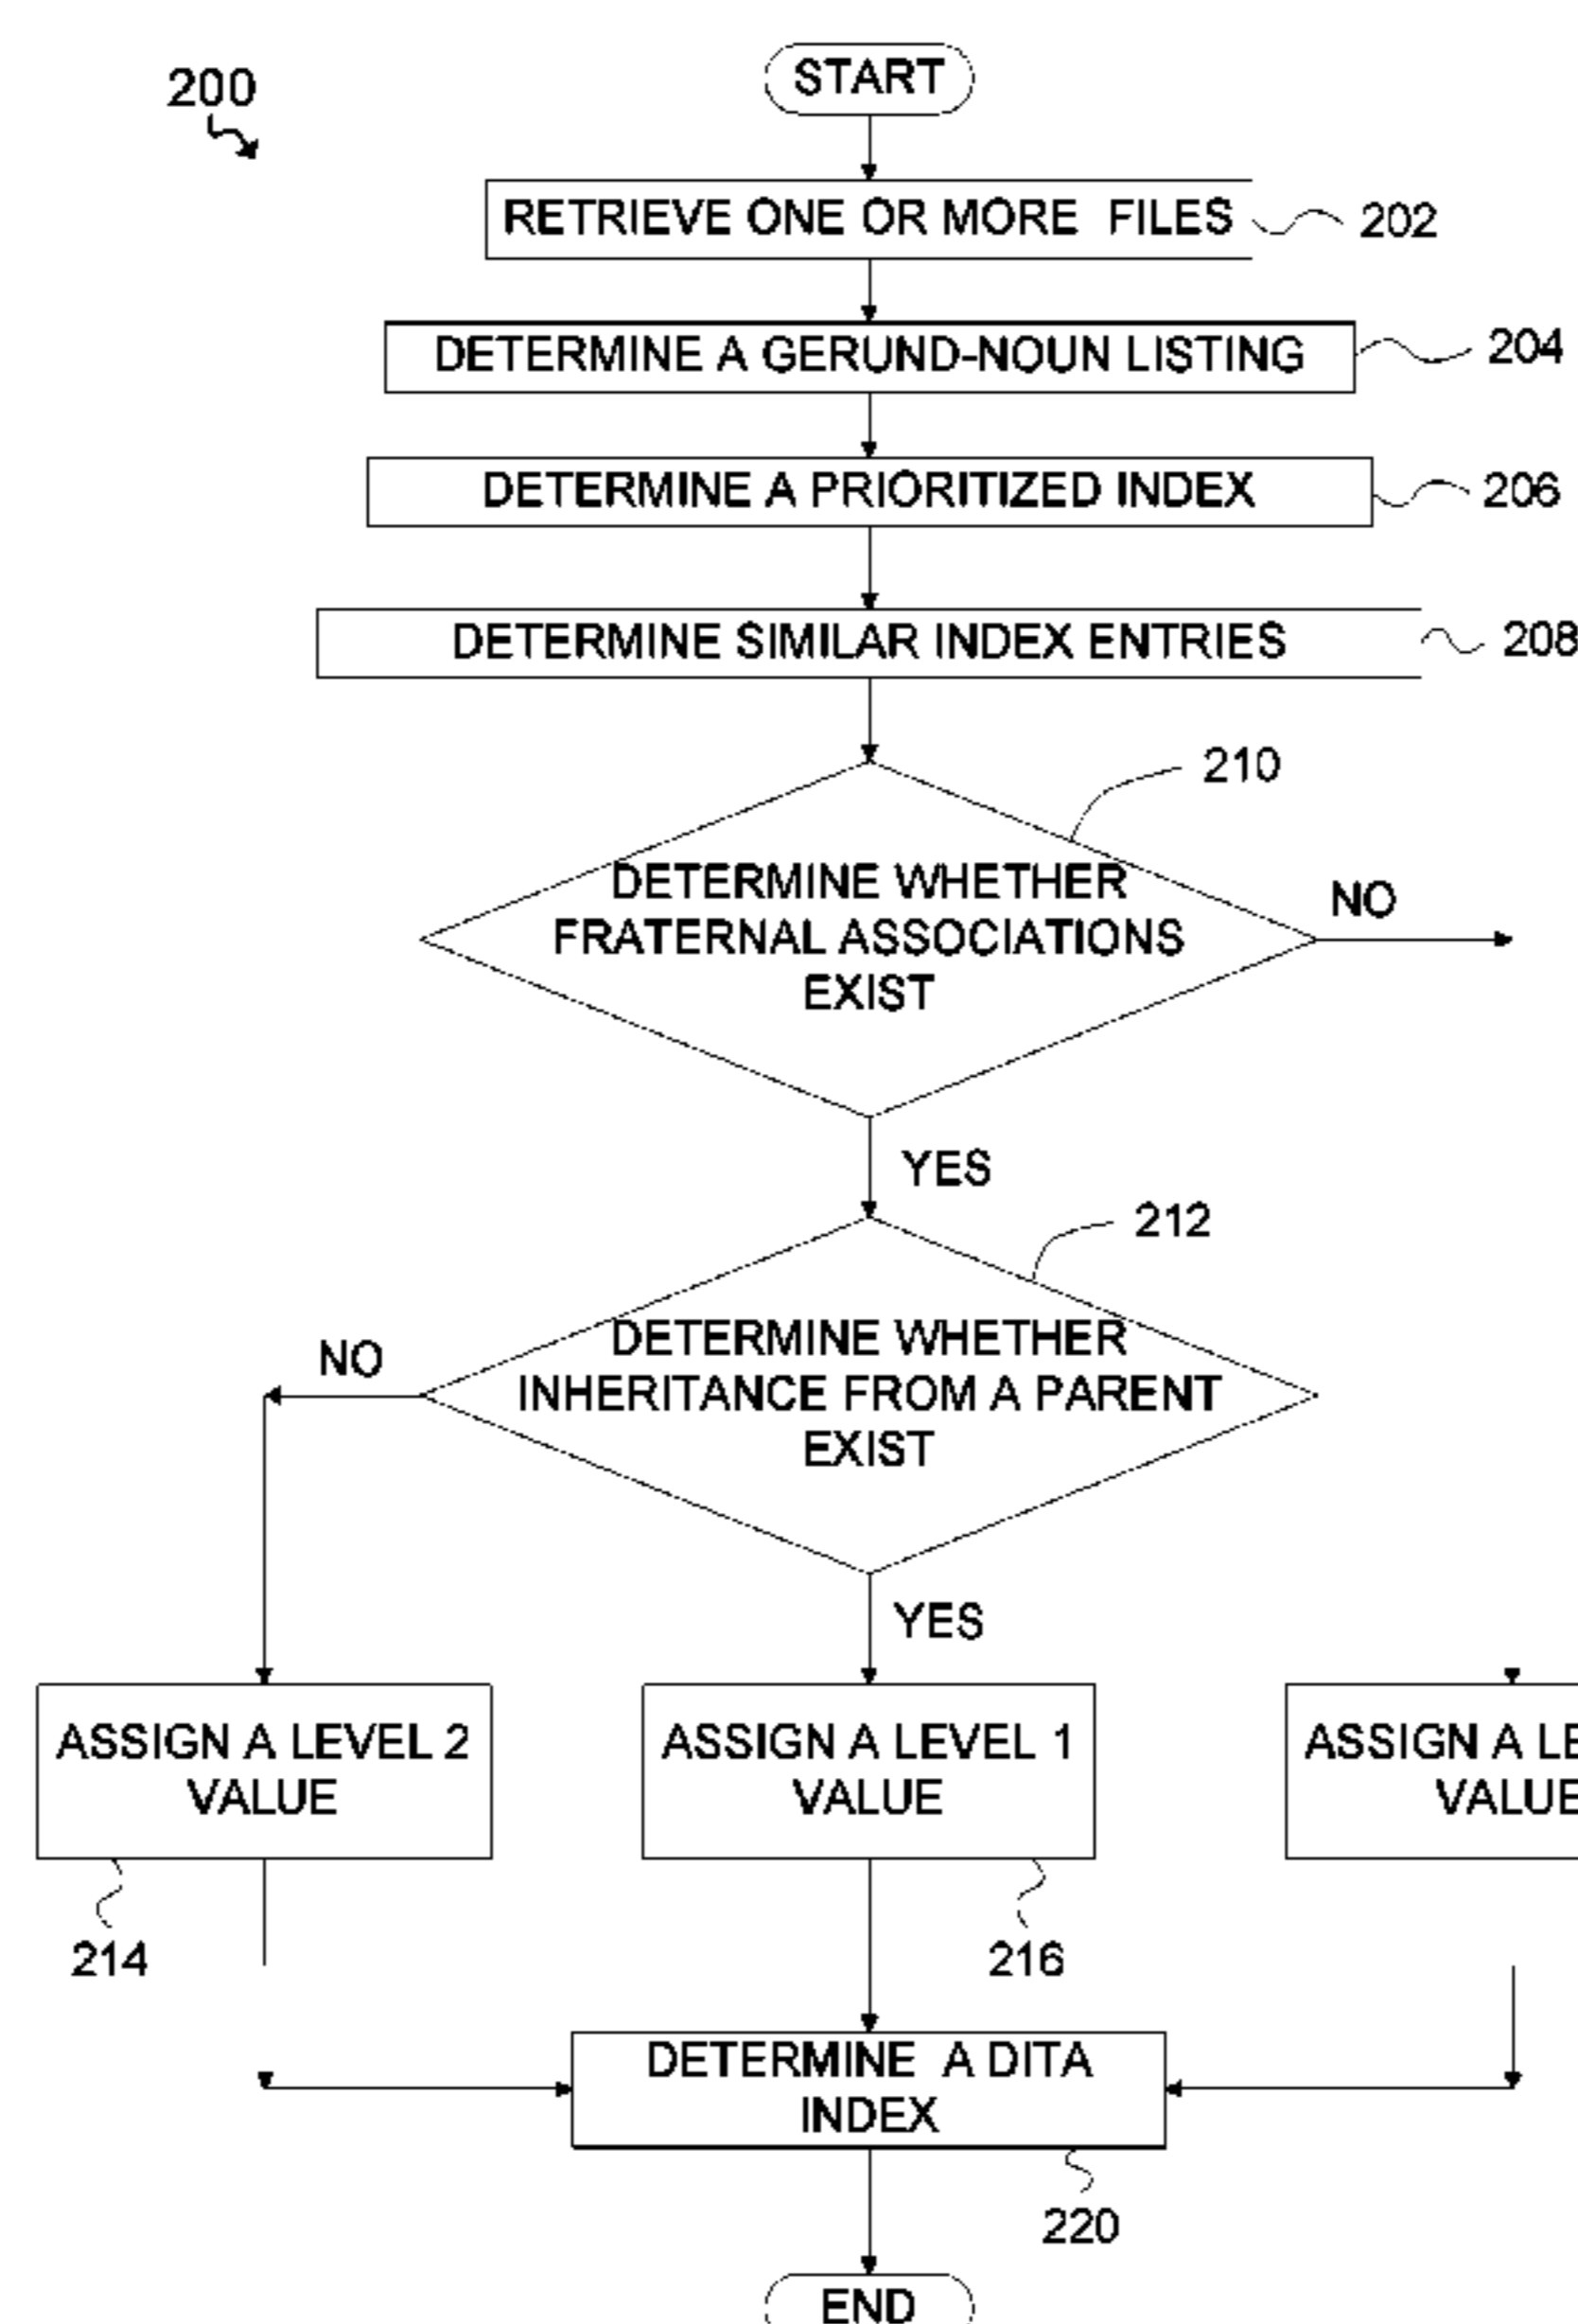 200
START
RETRIEVE ONE OR MORE FILES
202
DETERMINE A GERUND-NOUN LISTING
204
DETERMINE A PRIORITIZED INDEX
206
DETERMINE SIMILAR INDEX ENTRIES
208
210
DETERMINE WHETHER
FRATERNAL ASSOCIATIONS
EXIST
NO
YES
212
DETERMINE WHETHER
INHERITANCE FROM A PARENT
EXIST
NO
YES
ASSIGN A LEVEL 2
VALUE
ASSIGN A LEVEL 1
VALUE
ASSIGN A
VALUE
214
216
DETERMINE A DITA
INDEX
220
END